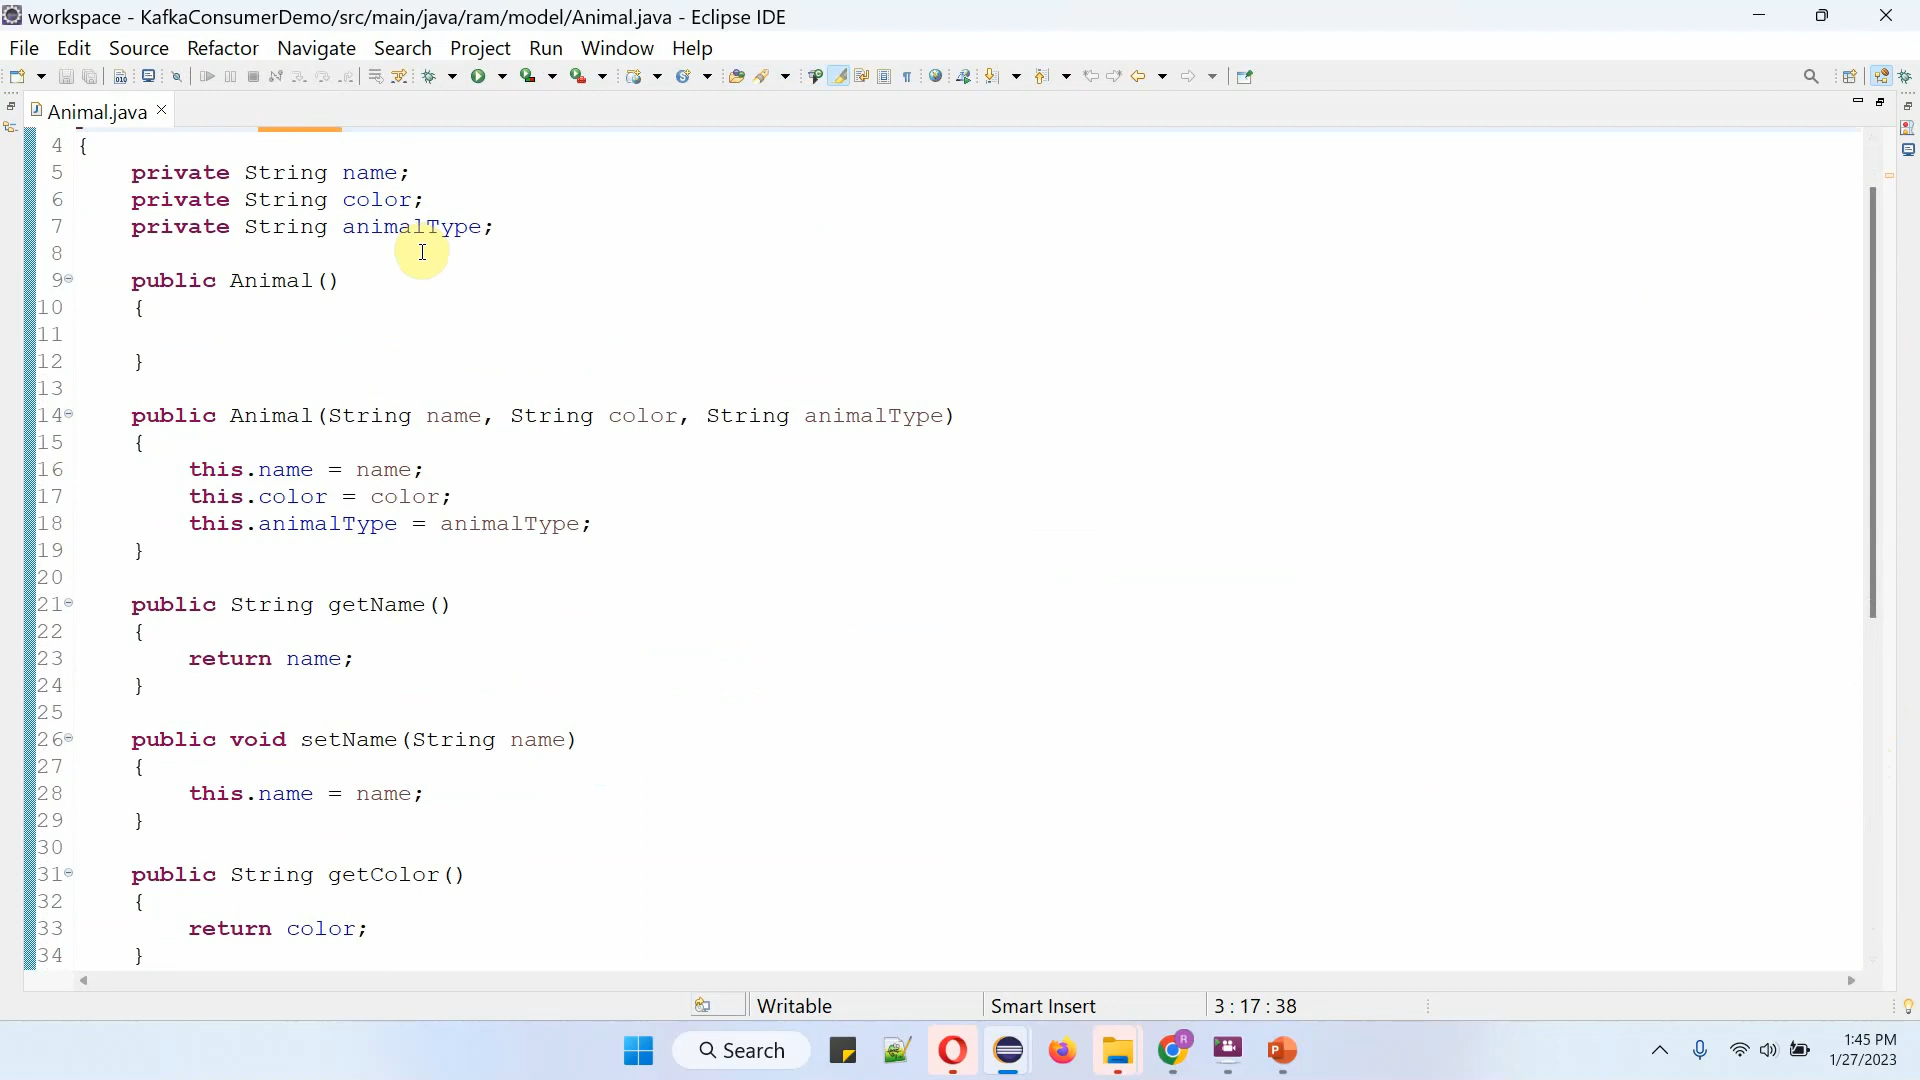 workspace - KafkaConsumerDemo/src/main/java/ram/model/Animal.java - Eclipse IDE
File Edit Source Refactor Navigate Search Project Run Window Help
Animal.java
4 {
5 private String name;
6 private String color;
7 private String animalType;
8
9 public Animal()
10 {
11
12 }
13
14 public Animal(String name, String color, String animalType)
15 {
16 this.name = name;
17 this.color = color;
18 this.animalType = animalType;
19 }
20
21 public String getName()
22 {
23 return name;
24 }
25
26 public void setName(String name)
27 {
28 this.name = name;
29 }
30
31 public String getColor()
32 {
33 return color;
34 }
Writable Smart Insert 3 : 17 : 38
Search
1:45 PM
1/27/2023